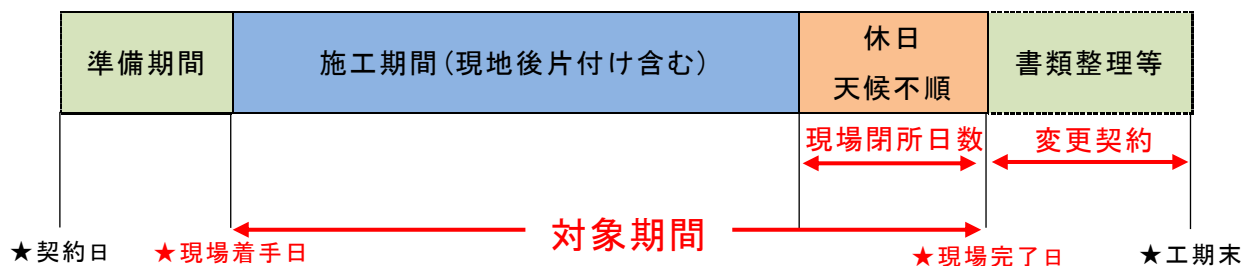 準備期間
施工期間(現地後片付け含む)
休日
天候不順
書類整理等
現場閉所日数
変更契約
対象期間
★契約日
★現場着手日
★現場完了日
★工期末